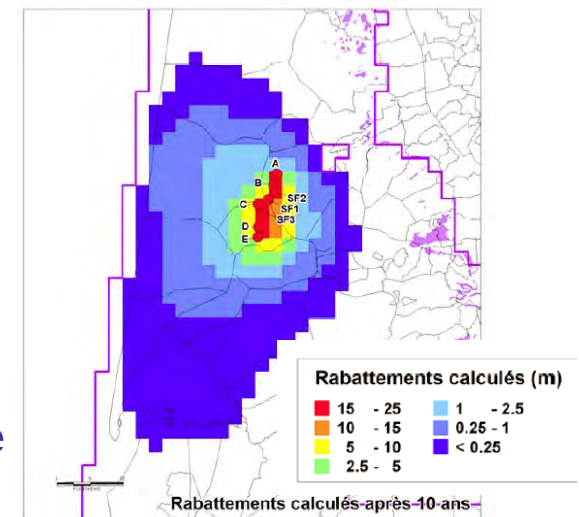 A
B
SF2
C
SF1
SF3
D
E
Rabattements calculés (m)
15 - 25
10 - 15
5 - 10
2.5 - 5
1 - 2.5
0.25 - 1
< 0.25
e
Rabattements calculés après 10 ans